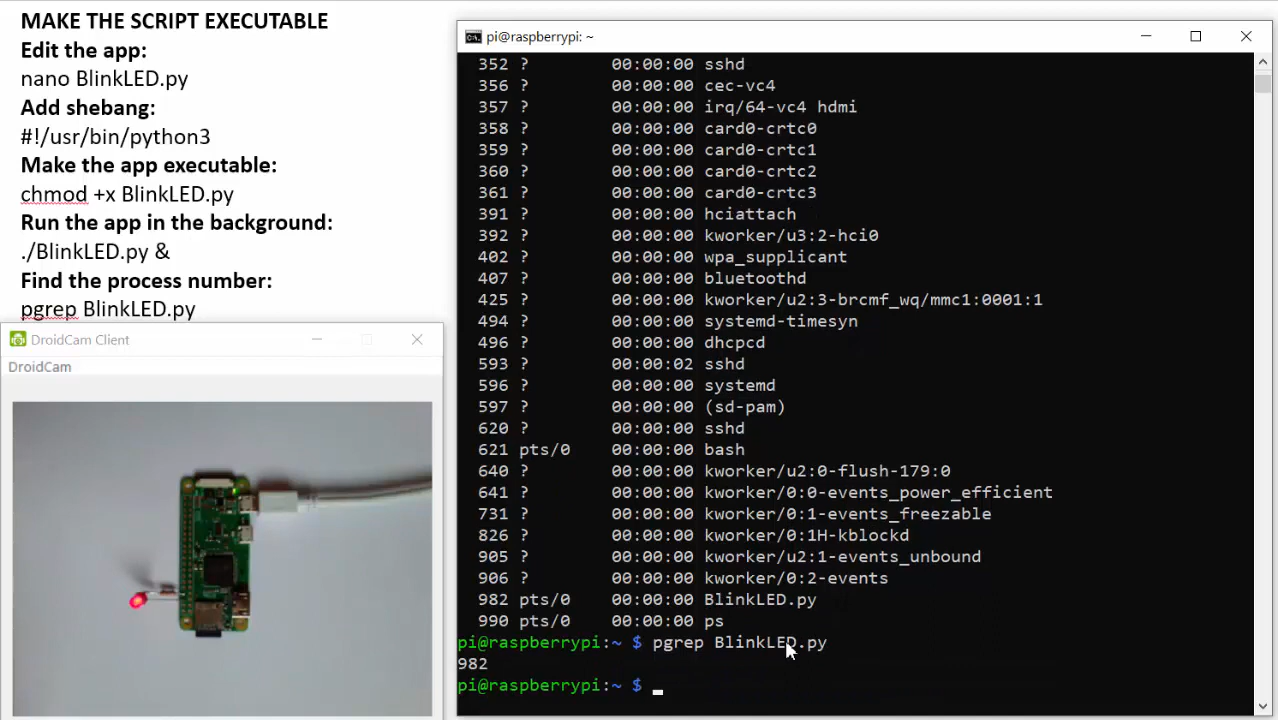 MAKE THE SCRIPT EXECUTABLE
Edit the app:
nano BlinkLED.py
Add shebang:
#!/usr/bin/python3
Make the app executable:
chmod +x BlinkLED.py
Run the app in the background:
./BlinkLED.py &
Find the process number:
pgrep BlinkLED.py
DroidCam Client
DroidCam
pi@raspberrypi: ~
352 ? 00:00:00 sshd
356 ? 00:00:00 cec-vc4
357 ? 00:00:00 irq/64-vc4 hdmi
358 ? 00:00:00 card0-crtc0
359 ? 00:00:00 card0-crtc1
360 ? 00:00:00 card0-crtc2
361 ? 00:00:00 card0-crtc3
391 ? 00:00:00 hciattach
392 ? 00:00:00 kworker/u3:2-hci0
402 ? 00:00:00 wpa_supplicant
407 ? 00:00:00 bluetoothd
425 ? 00:00:00 kworker/u2:3-brcmf_wq/mmc1:0001:1
494 ? 00:00:00 systemd-timesyn
496 ? 00:00:00 dhcpcd
593 ? 00:00:02 sshd
596 ? 00:00:00 systemd
597 ? 00:00:00 (sd-pam)
620 ? 00:00:00 sshd
621 pts/0 00:00:00 bash
640 ? 00:00:00 kworker/u2:0-flush-179:0
641 ? 00:00:00 kworker/0:0-events_power_efficient
731 ? 00:00:00 kworker/0:1-events_freezable
826 ? 00:00:00 kworker/0:1H-kblockd
905 ? 00:00:00 kworker/u2:1-events_unbound
906 ? 00:00:00 kworker/0:2-events
982 pts/0 00:00:00 BlinkLED.py
990 pts/0 00:00:00 ps
pi@raspberrypi:~ $ pgrep BlinkLED.py
982
pi@raspberrypi:~ $